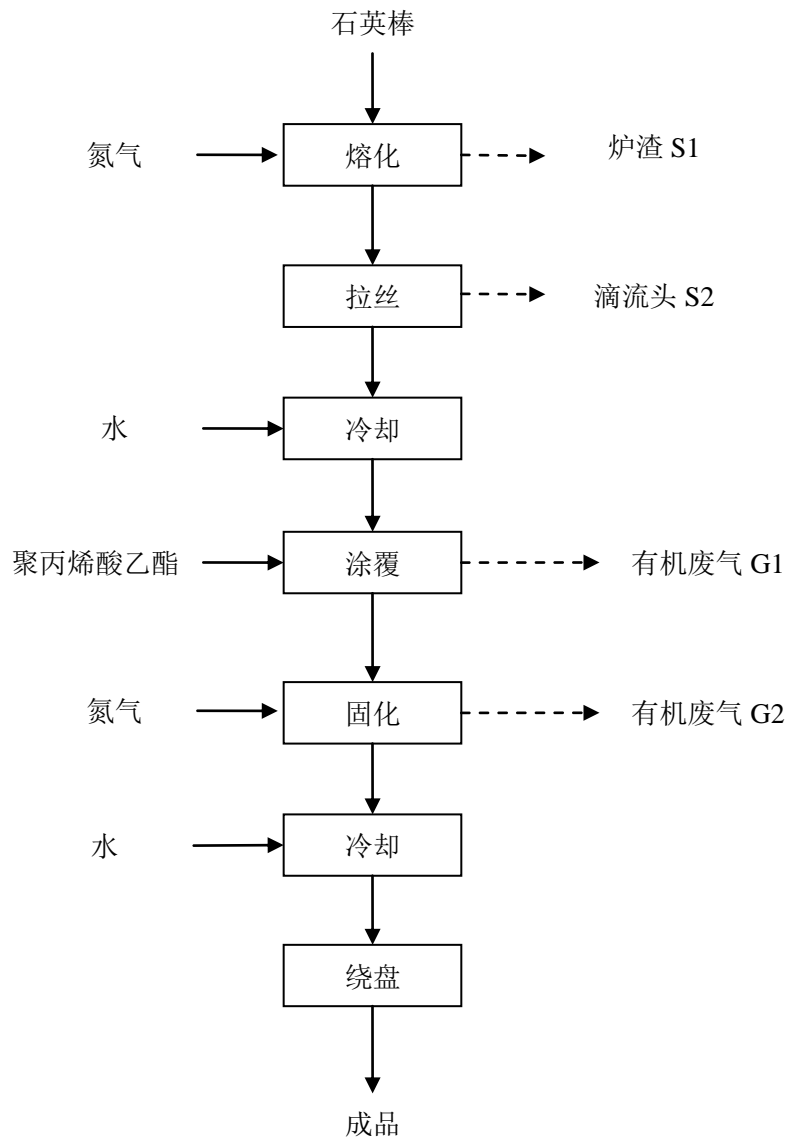 石英棒
氮气
熔化
炉渣 S1
拉丝
滴流头 S2
水
冷却
聚丙烯酸乙酯
涂覆
有机废气 G1
氮气
固化
有机废气 G2
水
冷却
绕盘
成品